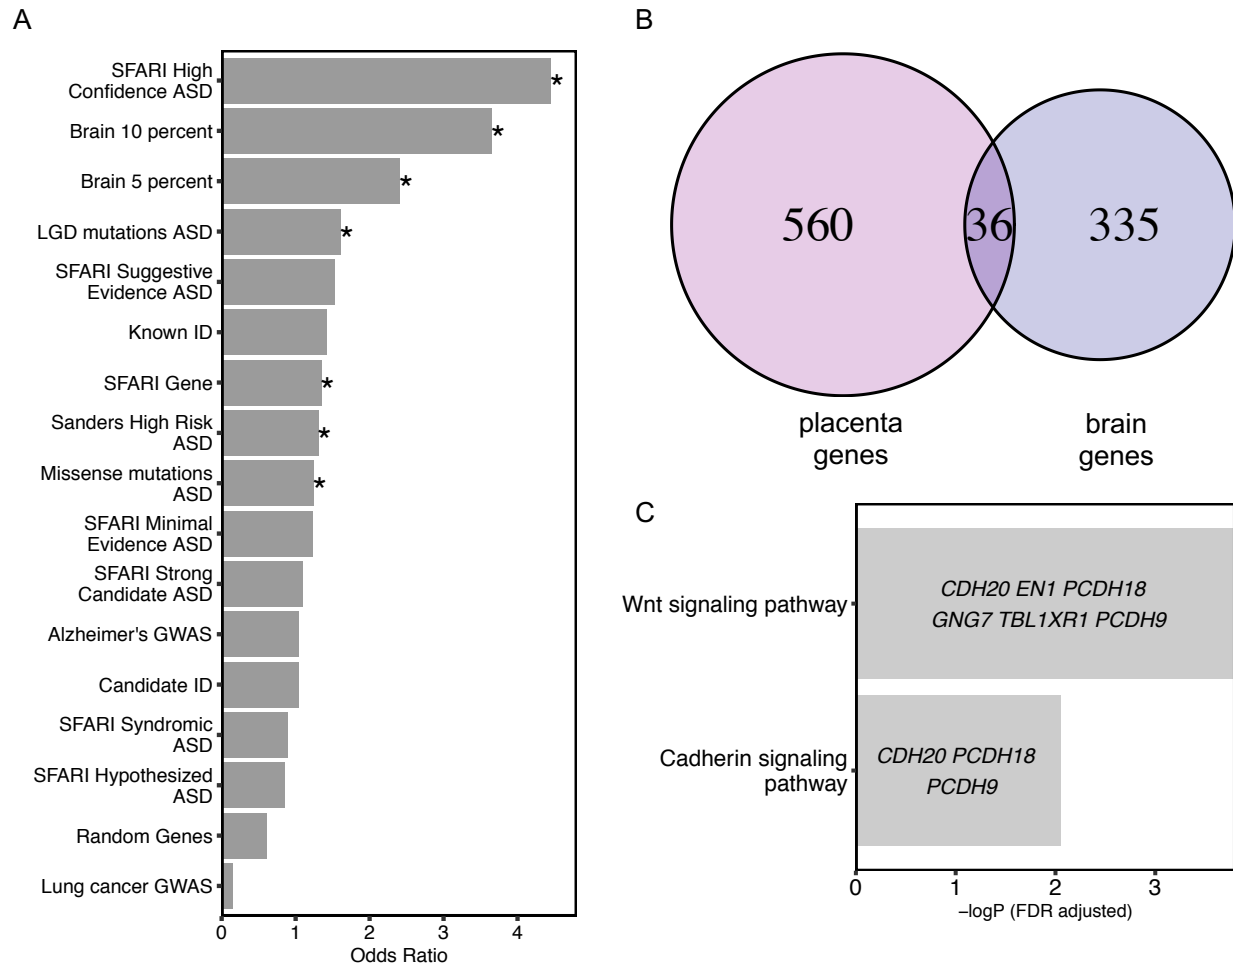 A
SFARI High
Confidence ASD
*
Brain 10 percent
*
Brain 5 percent
*
LGD mutations ASD
*
SFARI Suggestive
Evidence ASD
Known ID
SFARI Gene
*
Sanders High Risk
ASD
*
Missense mutations
ASD
*
SFARI Minimal
Evidence ASD
SFARI Strong
Candidate ASD
Alzheimer's GWAS
Candidate ID
SFARI Syndromic
ASD
SFARI Hypothesized
ASD
Random Genes
Lung cancer GWAS
0 1 2 3 4
Odds Ratio
B
560 36 335
placenta
genes
brain
genes
C
Wnt signaling pathway
CDH20 EN1 PCDH18
GNG7 TBL1XR1 PCDH9
Cadherin signaling
pathway
CDH20 PCDH18
PCDH9
0 1 2 3
−logP (FDR adjusted)